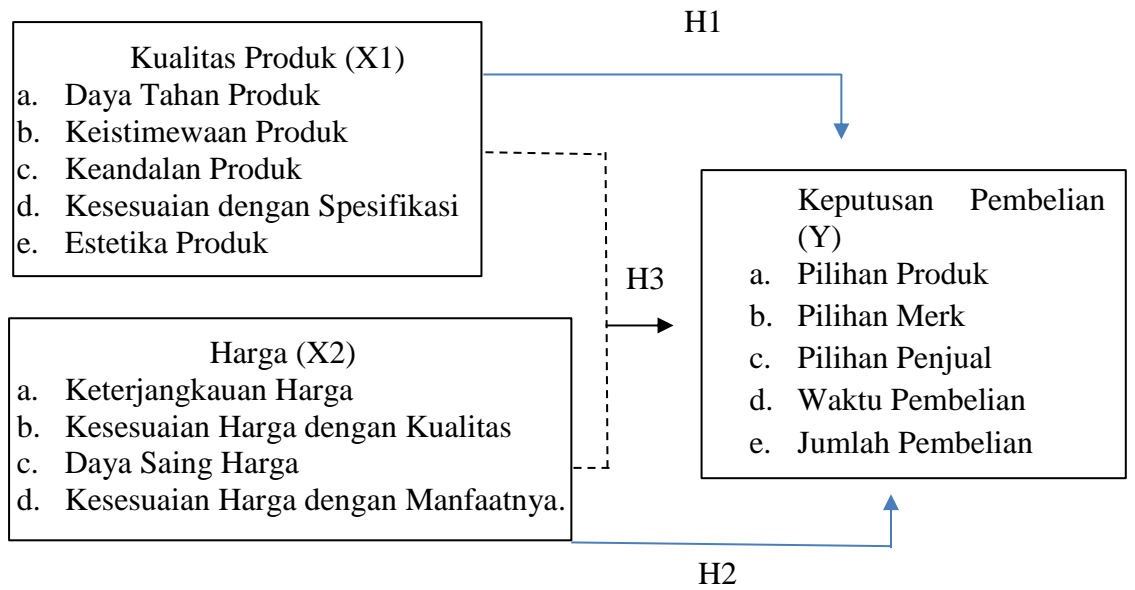 H1
Kualitas Produk (X1)
a. Daya Tahan Produk
b. Keistimewaan Produk
c. Keandalan Produk
d. Kesesuaian dengan Spesifikasi
e. Estetika Produk
H3
Harga (X2)
a. Keterjangkauan Harga
b. Kesesuaian Harga dengan Kualitas
c. Daya Saing Harga
d. Kesesuaian Harga dengan Manfaatnya.
Keputusan Pembelian
(Y)
a. Pilihan Produk
b. Pilihan Merk
c. Pilihan Penjual
d. Waktu Pembelian
e. Jumlah Pembelian
H2